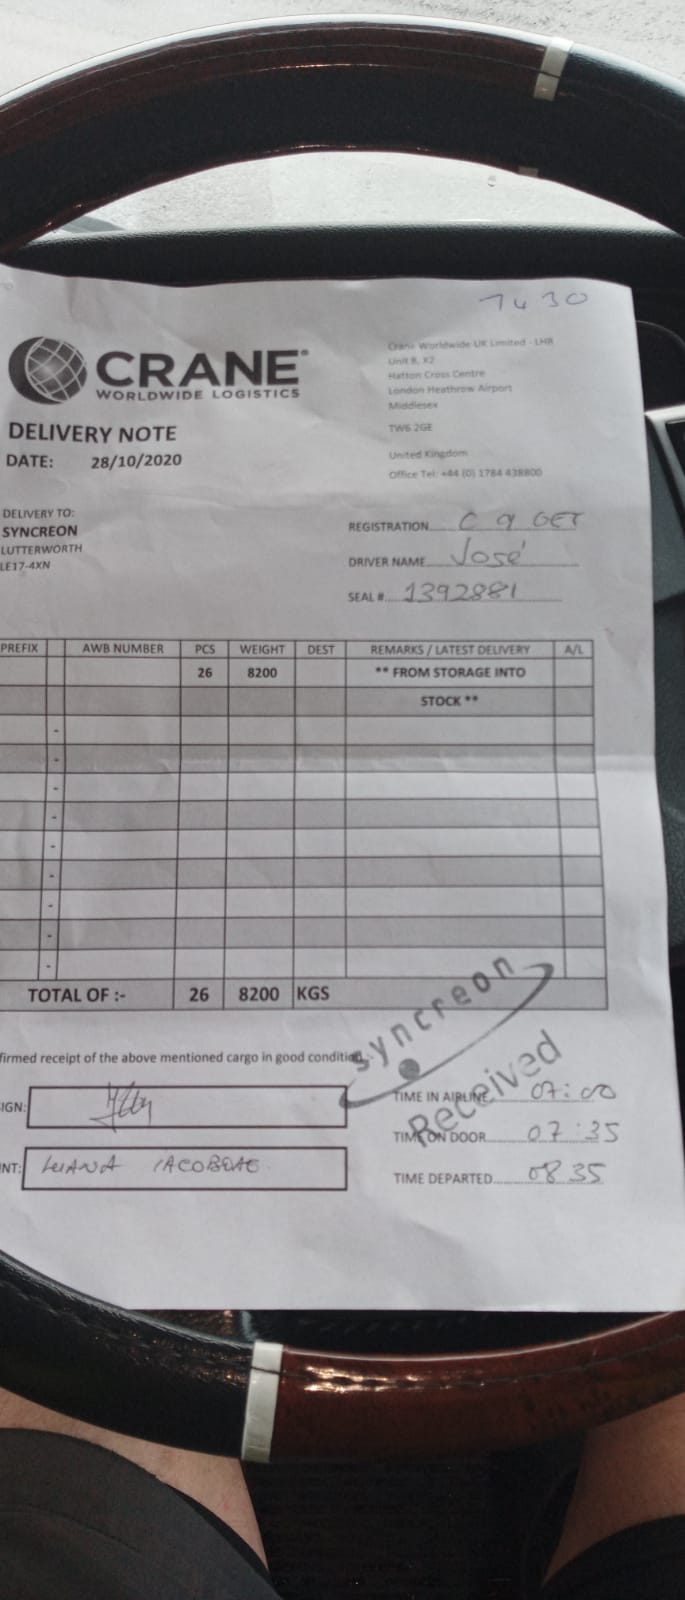 7430
CRANE
WORLDWIDE LOGISTICS
Crane Worldwide UK Limited - LHR
Unit 8, X2
Hatton Cross Centre
London Heathrow Airport
Middlesex
TW6 2GE
United Kingdom
Office Tel: +44 (0) 1784 438800
DELIVERY NOTE
DATE: 28/10/2020
DELIVERY TO:
SYNCREON
LUTTERWORTH
LE17-4XN
REGISTRATION C 9 GET
DRIVER NAME José
SEAL # 1392881
PREFIX AWB NUMBER PCS WEIGHT DEST REMARKS / LATEST DELIVERY A/L
26 8200 ** FROM STORAGE INTO
STOCK **
-
-
-
-
-
-
-
-
-
TOTAL OF :- 26 8200 KGS
syncreon
Received
firmed receipt of the above mentioned cargo in good condition
IGN:
NT:
TIME IN AIRLINE 07:00
TIME ON DOOR 07:35
TIME DEPARTED 08 35